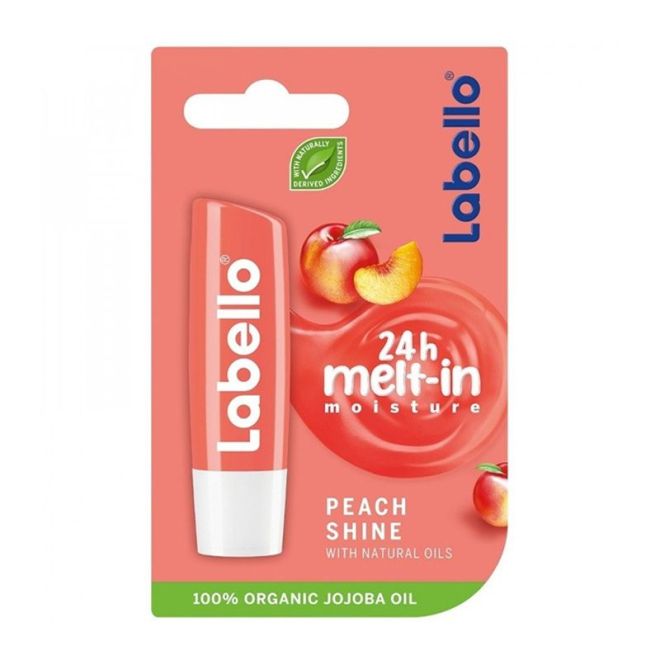 WITH NATURALLY
DERIVED INGREDIENTS
Labello®
Labello®
24h
melt-in
moisture
PEACH
SHINE
WITH NATURAL OILS
100% ORGANIC JOJOBA OIL